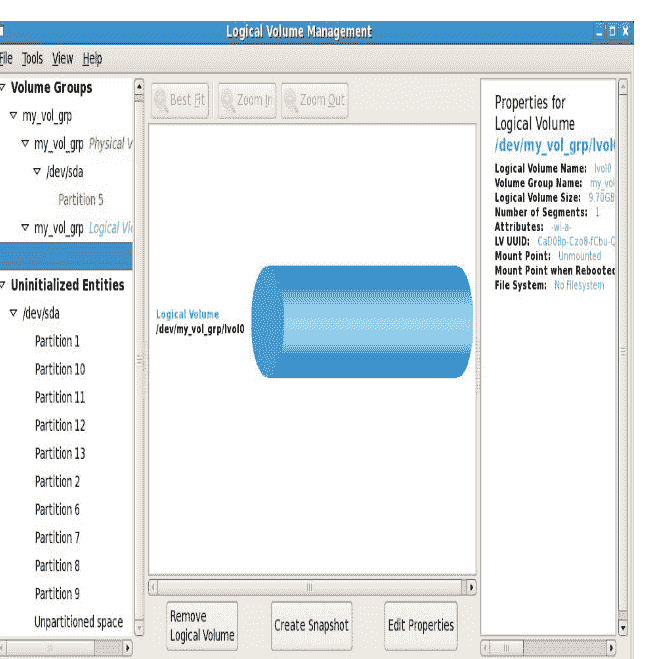 Logical Volume Management
File Tools View Help
Volume Groups
my_vol_grp
my_vol_grp Physical V
/dev/sda
Partition 5
my_vol_grp Logical Vie
Uninitialized Entities
/dev/sda
Partition 1
Partition 10
Partition 11
Partition 12
Partition 13
Partition 2
Partition 6
Partition 7
Partition 8
Partition 9
Unpartitioned space
Best Fit
Zoom In
Zoom Out
Logical Volume
/dev/my_vol_grp/lvol0
Remove
Logical Volume
Create Snapshot
Edit Properties
Properties for
Logical Volume
/dev/my_vol_grp/lvol
Logical Volume Name: lvol0
Volume Group Name: my_vol
Logical Volume Size: 9.70GB
Number of Segments: 1
Attributes: -wi-a-
LV UUID: CaD0Bp-Czo8-fCbu-Q
Mount Point: Unmounted
Mount Point when Rebooted
File System: No filesystem